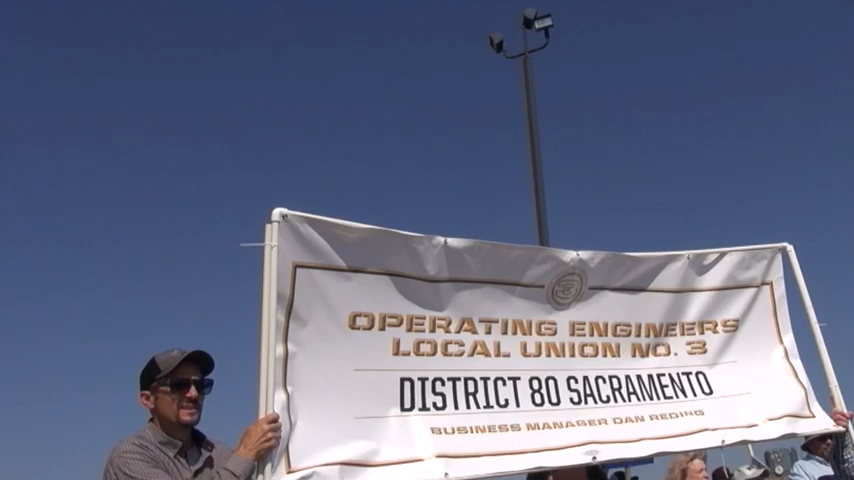 OPERATING ENGINEERS
LOCAL UNION NO. 3
DISTRICT 80 SACRAMENTO
BUSINESS MANAGER DAN REDING